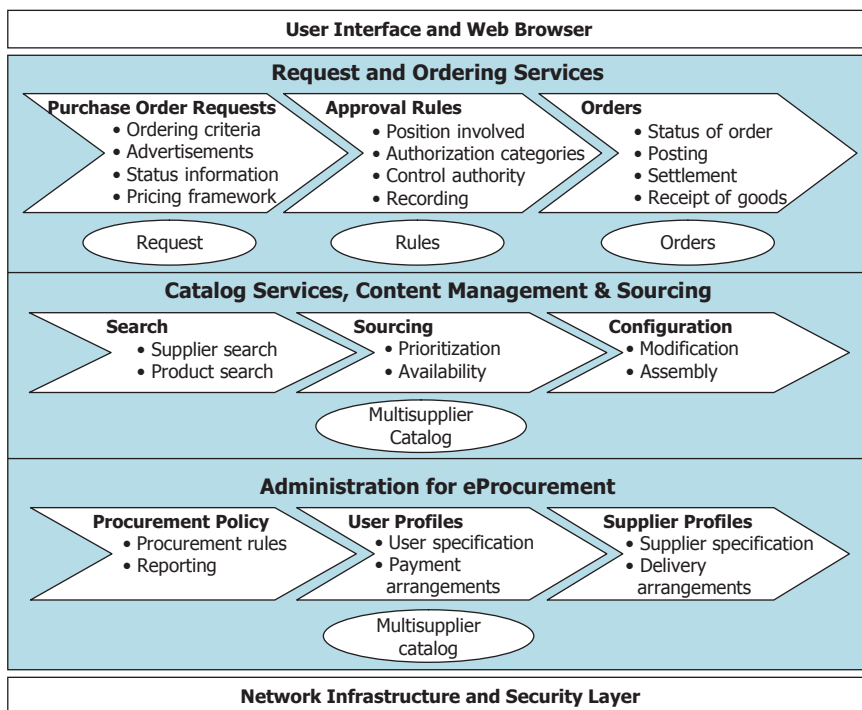 User Interface and Web Browser
Request and Ordering Services
Purchase Order Requests
• Ordering criteria
• Advertisements
• Status information
• Pricing framework
Approval Rules
• Position involved
• Authorization categories
• Control authority
• Recording
Orders
• Status of order
• Posting
• Settlement
• Receipt of goods
Request
Rules
Orders
Catalog Services, Content Management & Sourcing
Search
• Supplier search
• Product search
Sourcing
• Prioritization
• Availability
Configuration
• Modification
• Assembly
Multisupplier
Catalog
Administration for eProcurement
Procurement Policy
• Procurement rules
• Reporting
User Profiles
• User specification
• Payment
arrangements
Supplier Profiles
• Supplier specification
• Delivery
arrangements
Multisupplier
catalog
Network Infrastructure and Security Layer